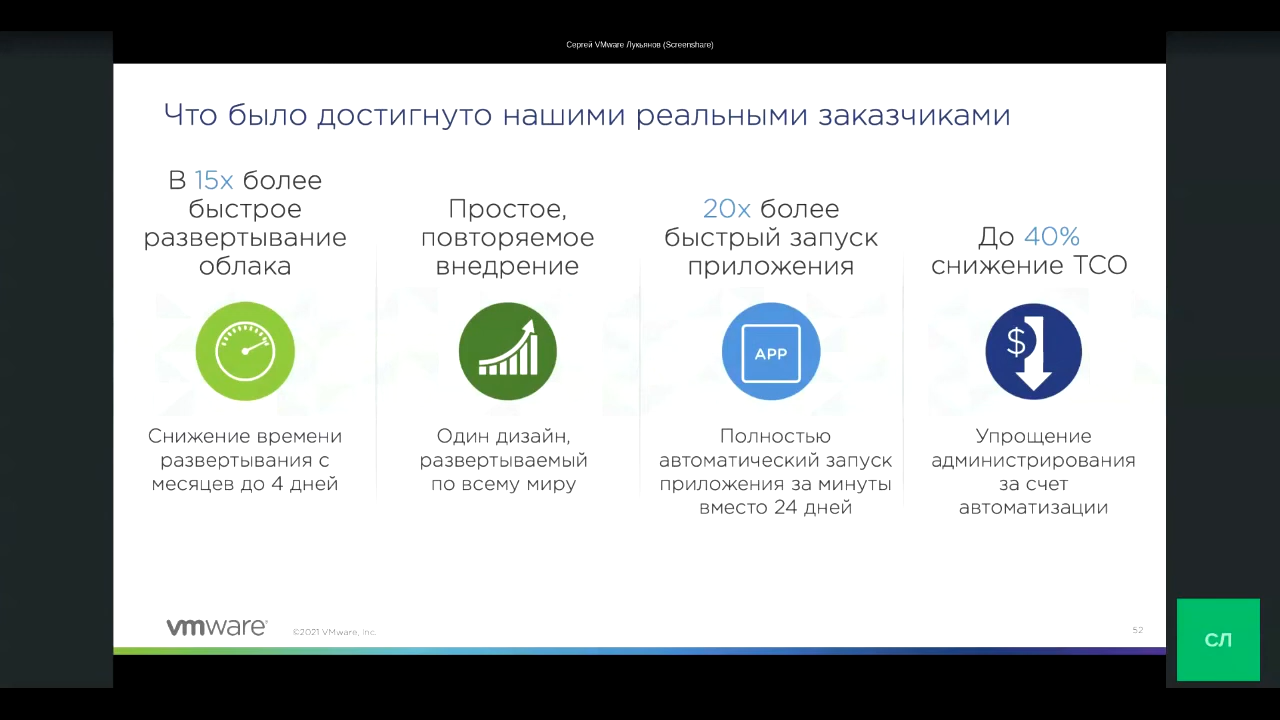 Сергей VMware Лукьянов (Screenshare)
Что было достигнуто нашими реальными заказчиками
В 15x более
быстрое
развертывание
облака
Снижение времени
развертывания с
месяцев до 4 дней
Простое,
повторяемое
внедрение
Один дизайн,
развертываемый
по всему миру
20x более
быстрый запуск
приложения
APP
Полностью
автоматический запуск
приложения за минуты
вместо 24 дней
До 40%
снижение TCO
$
Упрощение
администрирования
за счет
автоматизации
vmware®
©2021 VMware, Inc.
52
СЛ